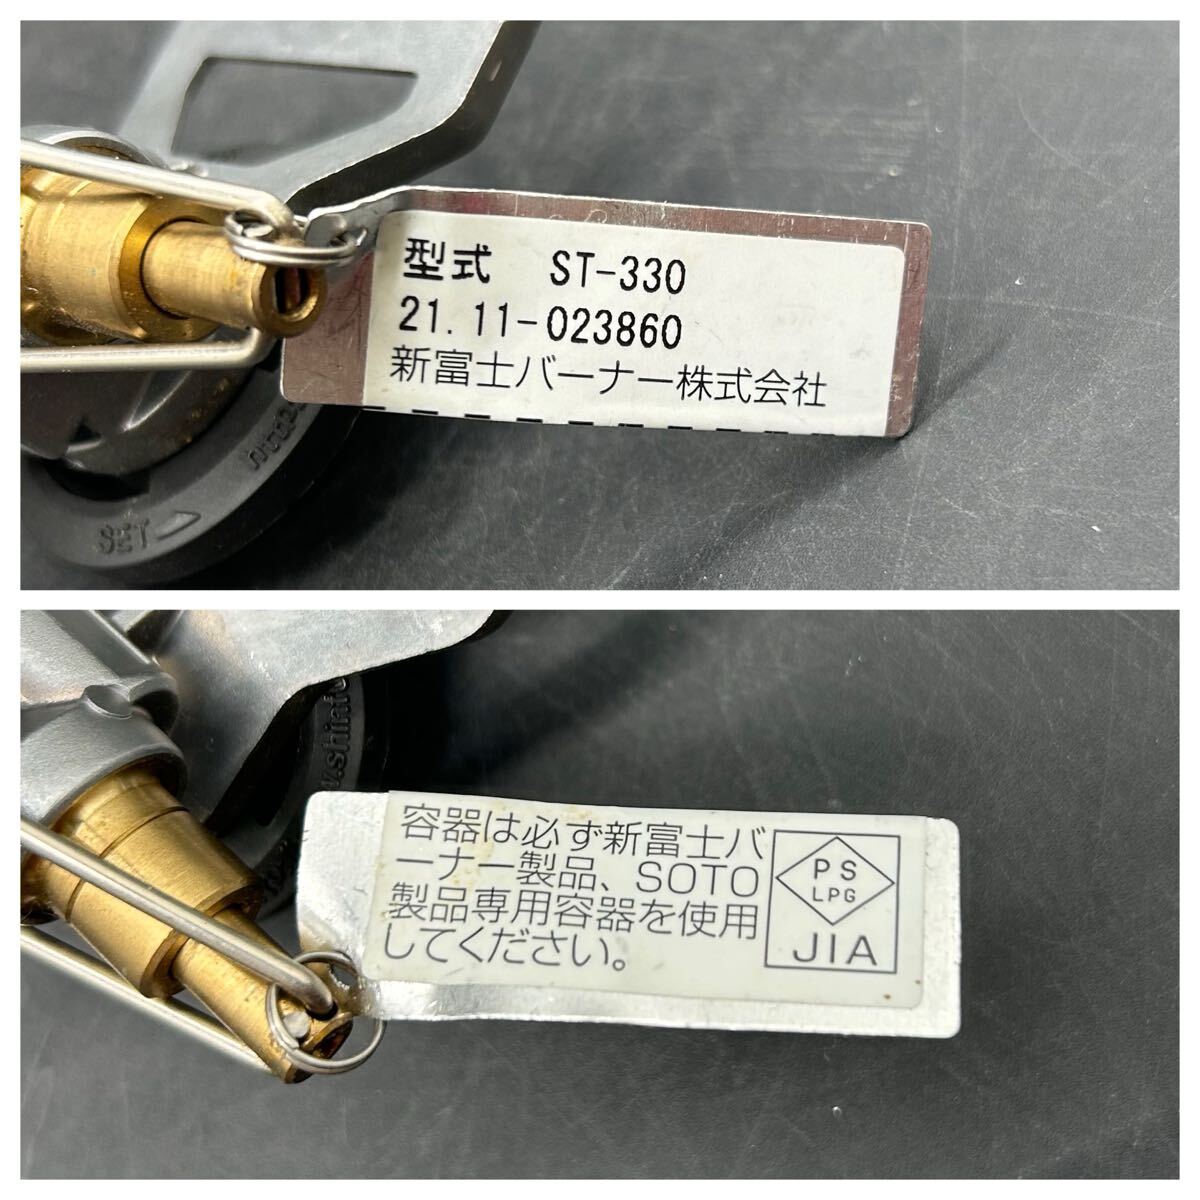 型式 ST-330
21.11-023860
新富士バーナー株式会社
SET
容器は必ず新富士バ
ーナー製品、SOTO
製品専用容器を使用
してください。
PS
LPG
JIA